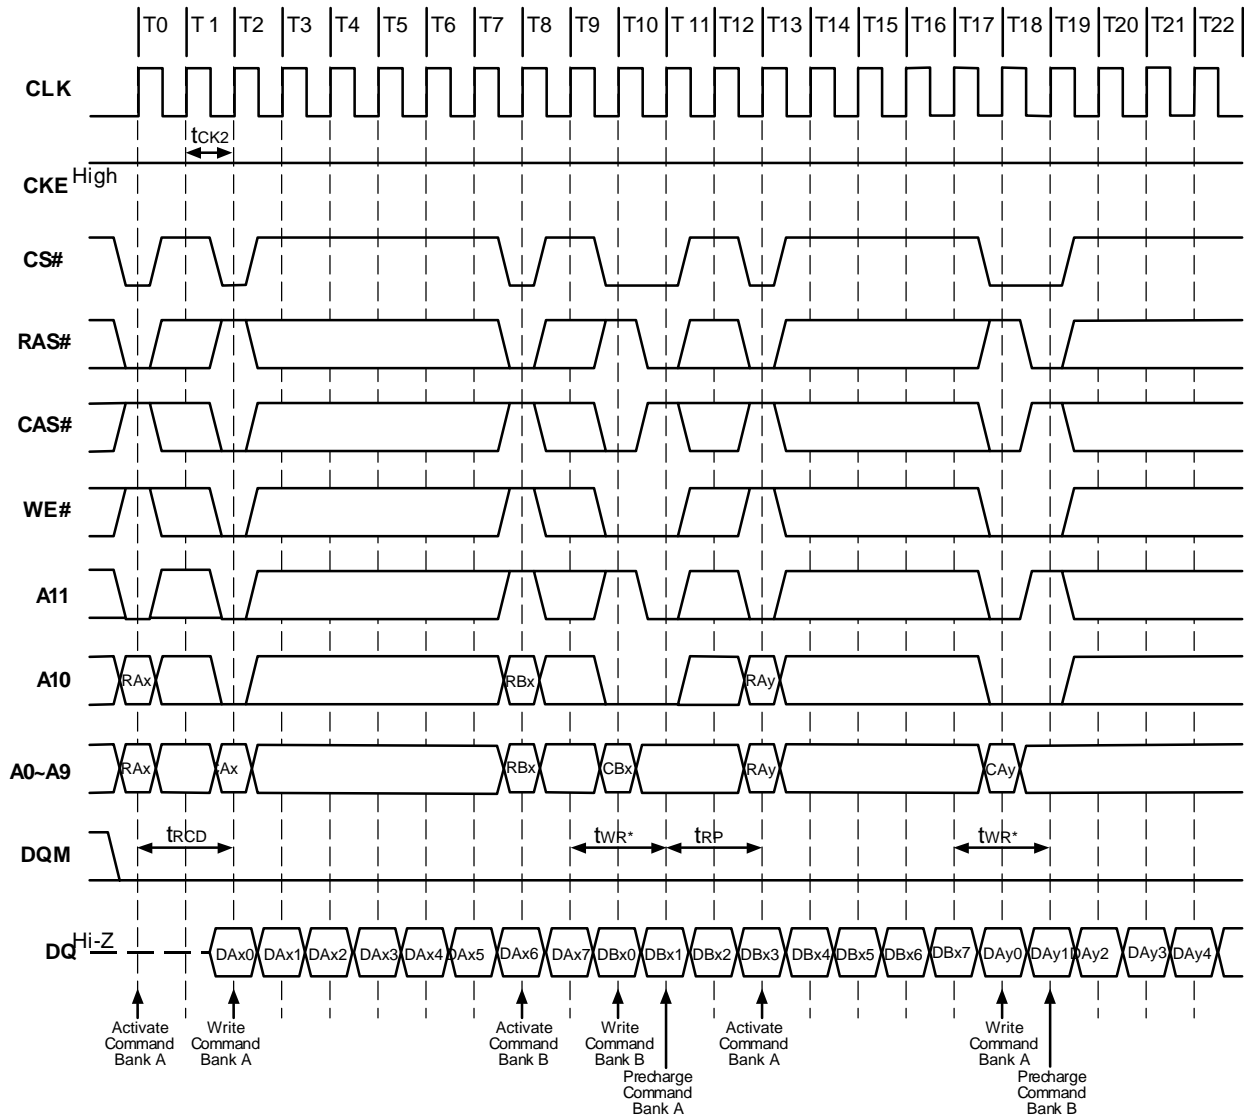 T0 T 1 T2 T3 T4 T5 T6 T7 T8 T9 T10 T 11 T12 T13 T14 T15 T16 T17 T18 T19 T20 T21 T22
CLK
tCK2
CKE High
CS#
RAS#
CAS#
WE#
A11
A10 RAx RBx RAy
A0~A9 RAx CAx RBx CBx RAy CAy
DQM tRCD tWR* tRP tWR*
DQ Hi-Z DAx0 DAx1 DAx2 DAx3 DAx4 DAx5 DAx6 DAx7 DBx0 DBx1 DBx2 DBx3 DBx4 DBx5 DBx6 DBx7 DAy0 DAy1 DAy2 DAy3 DAy4
Activate
Command
Bank A
Write
Command
Bank A
Activate
Command
Bank B
Write
Command
Bank B
Precharge
Command
Bank A
Activate
Command
Bank A
Write
Command
Bank A
Precharge
Command
Bank B